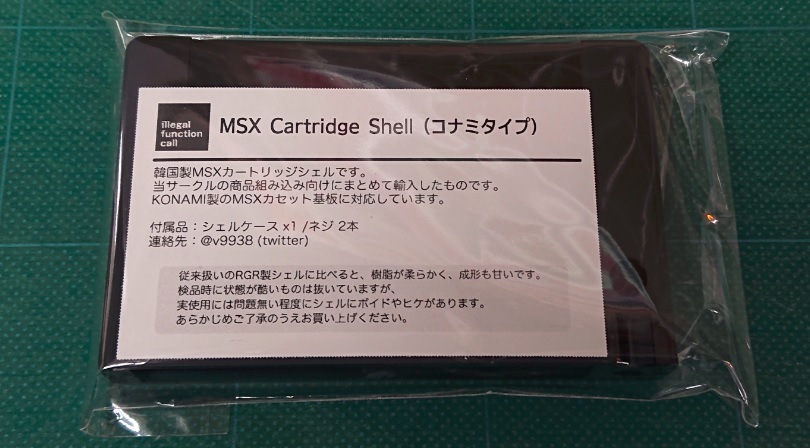 illegal
function
call
MSX Cartridge Shell（コナミタイプ）
韓国製MSXカートリッジシェルです。
当サークルの商品組み込み向けにまとめて輸入したものです。
KONAMI製のMSXカセット基板に対応しています。
付属品：シェルケース x1 /ネジ 2本
連絡先：@v9938 (twitter)
従来扱いのRGR製シェルに比べると、樹脂が柔らかく、成形も甘いです。
検品時に状態が酷いものは抜いていますが、
実使用には問題無い程度にシェルにボイドやヒケがあります。
あらかじめご了承のうえお買い上げください。